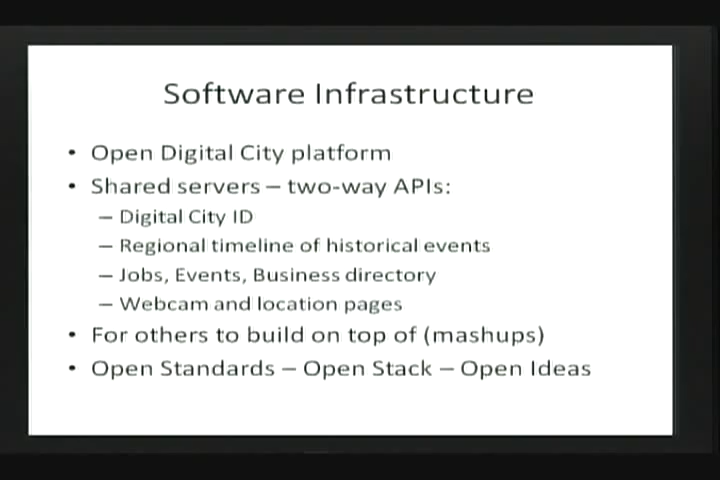 Software Infrastructure
• Open Digital City platform
• Shared servers – two-way APIs:
– Digital City ID
– Regional timeline of historical events
– Jobs, Events, Business directory
– Webcam and location pages
• For others to build on top of (mashups)
• Open Standards – Open Stack – Open Ideas